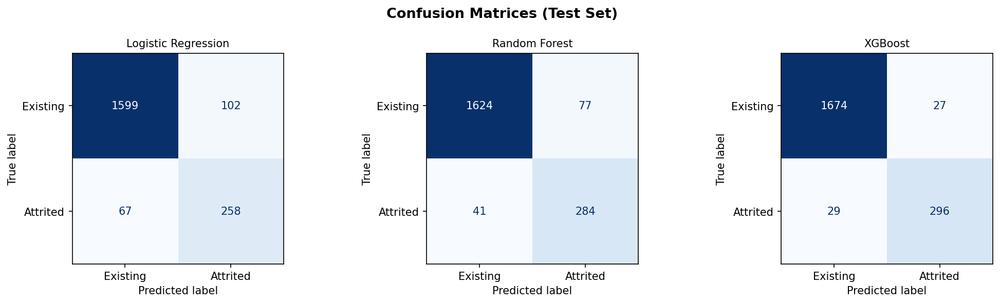 Confusion Matrices (Test Set)
Logistic Regression
True label
Existing
Attrited
1599
102
67
258
Existing
Attrited
Predicted label
Random Forest
True label
Existing
Attrited
1624
77
41
284
Existing
Attrited
Predicted label
XGBoost
True label
Existing
Attrited
1674
27
29
296
Existing
Attrited
Predicted label